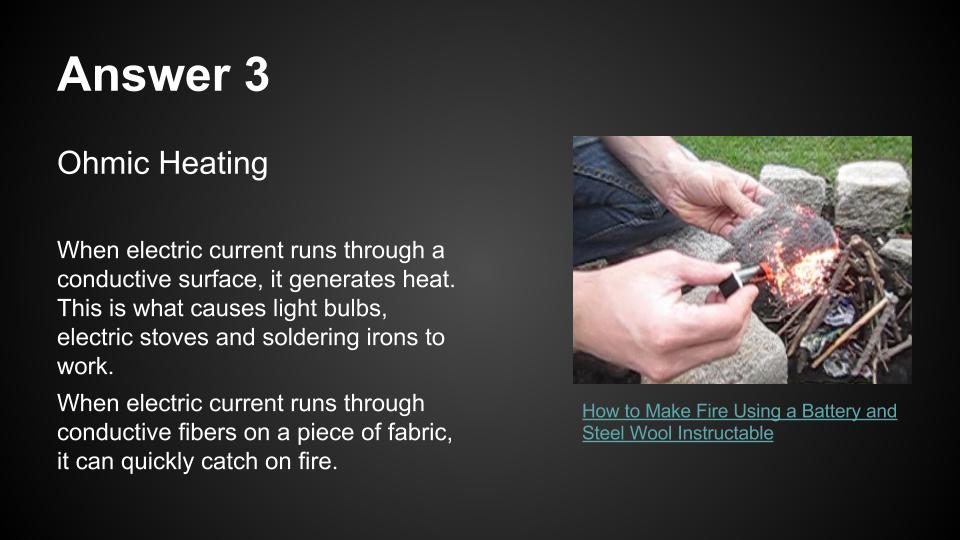 Answer 3
Ohmic Heating
When electric current runs through a
conductive surface, it generates heat.
This is what causes light bulbs,
electric stoves and soldering irons to
work.
When electric current runs through
conductive fibers on a piece of fabric,
it can quickly catch on fire.
How to Make Fire Using a Battery and
Steel Wool Instructable